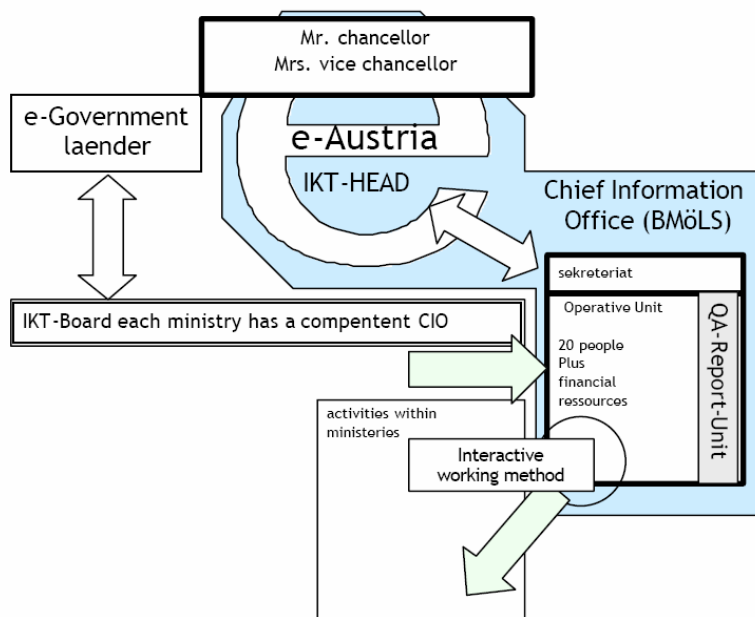 Mr. chancellor
Mrs. vice chancellor
e-Government
laender
e-Austria
IKT-HEAD
Chief Information
Office (BMöLS)
sekreteriat
IKT-Board each ministry has a compentent CIO
Operative Unit
20 people
Plus
financial
ressources
QA-Report-Unit
activities within
ministeries
Interactive
working method